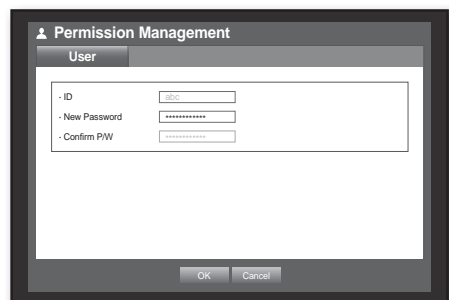 Permission Management
User
- ID abc
- New Password ************
- Confirm P/W ************
OK Cancel